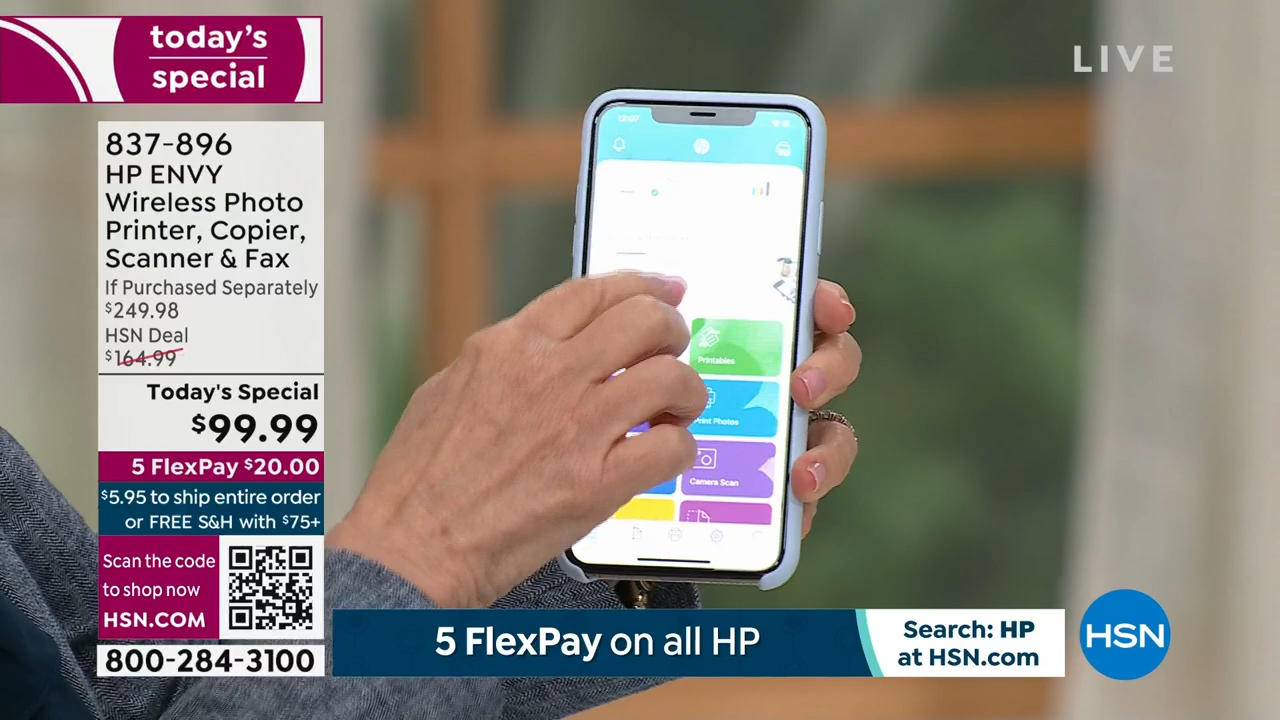 today's
special
837-896
HP ENVY
Wireless Photo
Printer, Copier,
Scanner & Fax
If Purchased Separately
$249.98
HSN Deal
$164.99
Today's Special
$99.99
5 FlexPay $20.00
$5.95 to ship entire order
or FREE S&H with $75+
Scan the code
to shop now
HSN.COM
800-284-3100
LIVE
12:07
Printables
Print Photos
Camera Scan
5 FlexPay on all HP
Search: HP
at HSN.com
HSN